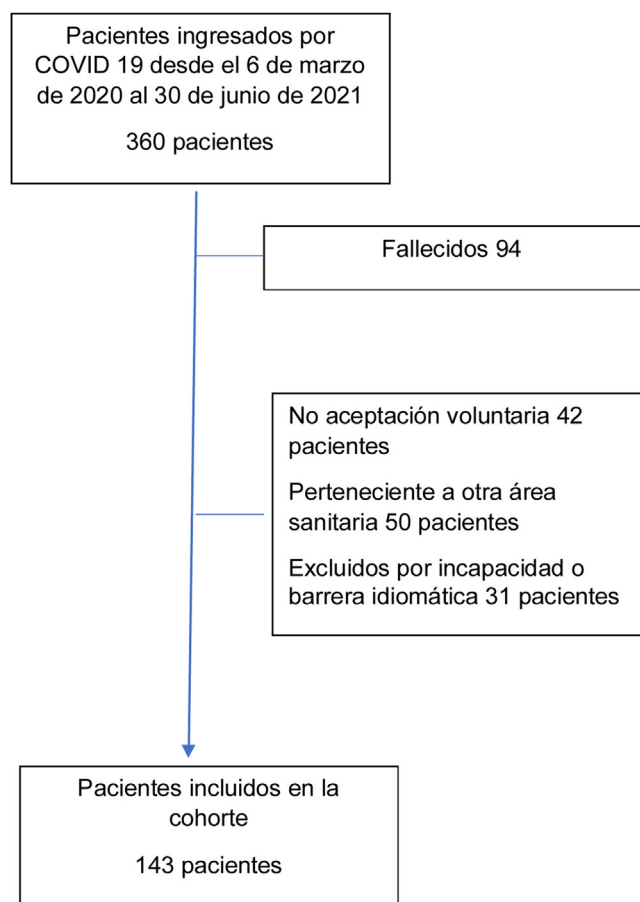 Pacientes ingresados por
COVID 19 desde el 6 de marzo
de 2020 al 30 de junio de 2021
360 pacientes
Fallecidos 94
No aceptación voluntaria 42
pacientes
Perteneciente a otra área
sanitaria 50 pacientes
Excluidos por incapacidad o
barrera idiomática 31 pacientes
Pacientes incluidos en la
cohorte
143 pacientes